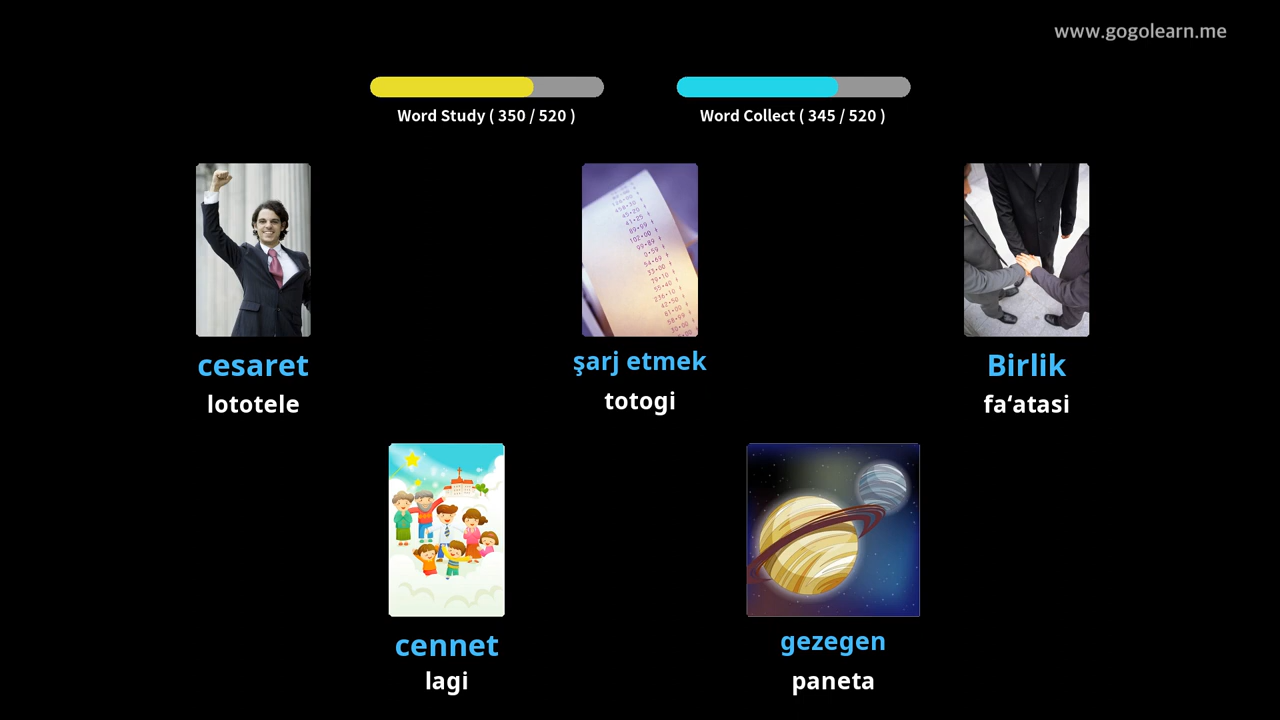 www.gogolearn.me
Word Study ( 350 / 520 )
Word Collect ( 345 / 520 )
cesaret
şarj etmek
Birlik
lototele
totogi
fa‘atasi
cennet
gezegen
lagi
paneta